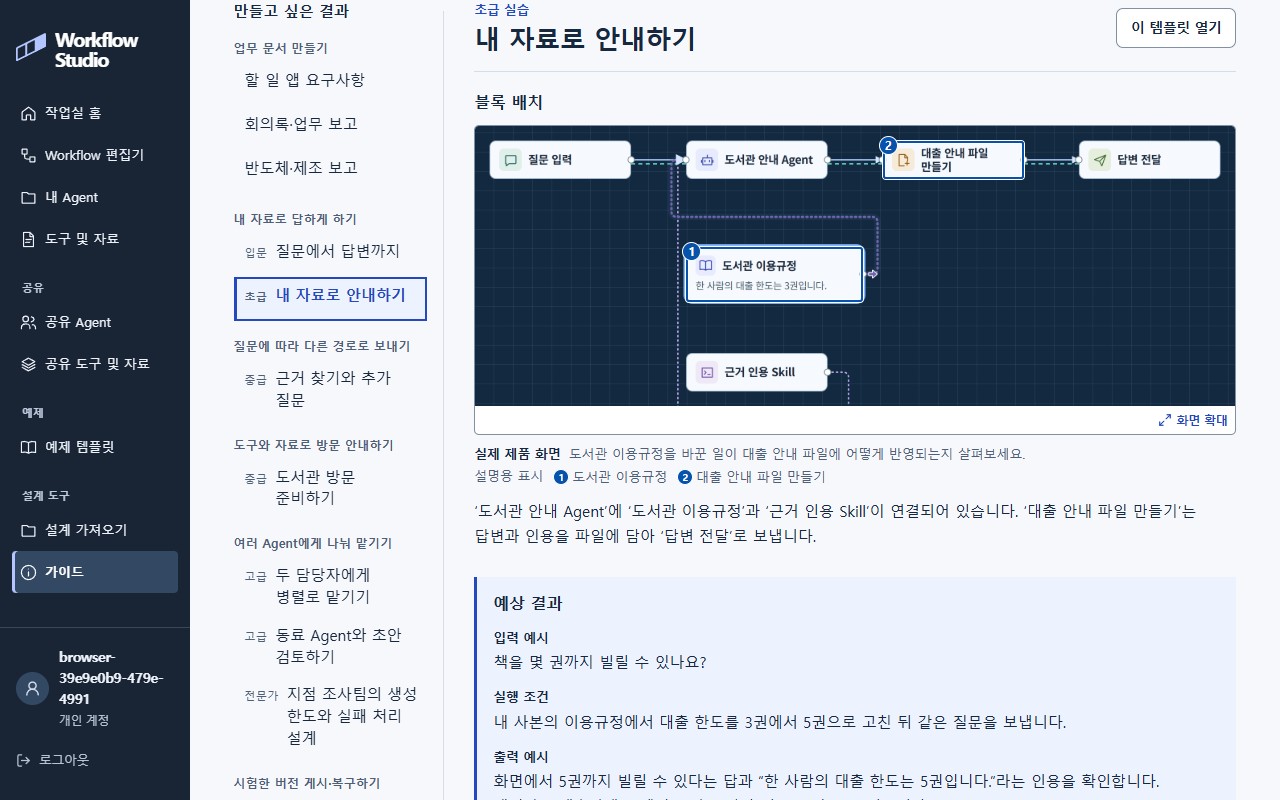 Workflow
Studio
작업실 홈
Workflow 편집기
내 Agent
도구 및 자료
공유
공유 Agent
공유 도구 및 자료
예제
예제 템플릿
설계 도구
설계 가져오기
가이드
browser-
39e9e0b9-479e-
4991
개인 계정
로그아웃
만들고 싶은 결과
업무 문서 만들기
할 일 앱 요구사항
회의록·업무 보고
반도체·제조 보고
내 자료로 답하게 하기
입문 질문에서 답변까지
초급 내 자료로 안내하기
질문에 따라 다른 경로로 보내기
중급 근거 찾기와 추가
질문
도구와 자료로 방문 안내하기
중급 도서관 방문
준비하기
여러 Agent에게 나눠 맡기기
고급 두 담당자에게
병렬로 맡기기
고급 동료 Agent와 초안
검토하기
전문가 지점 조사팀의 생성
한도와 실패 처리
설계
시험한 버전 게시·복구하기
초급 실습
내 자료로 안내하기
이 템플릿 열기
블록 배치
질문 입력
도서관 안내 Agent
2
대출 안내 파일
만들기
답변 전달
1
도서관 이용규정
한 사람의 대출 한도는 3권입니다.
근거 인용 Skill
화면 확대
실제 제품 화면 도서관 이용규정을 바꾼 일이 대출 안내 파일에 어떻게 반영되는지 살펴보세요.
설명용 표시 1 도서관 이용규정 2 대출 안내 파일 만들기
‘도서관 안내 Agent’에 ‘도서관 이용규정’과 ‘근거 인용 Skill’이 연결되어 있습니다. ‘대출 안내 파일 만들기’는
답변과 인용을 파일에 담아 ‘답변 전달’로 보냅니다.
예상 결과
입력 예시
책을 몇 권까지 빌릴 수 있나요?
실행 조건
내 사본의 이용규정에서 대출 한도를 3권에서 5권으로 고친 뒤 같은 질문을 보냅니다.
출력 예시
화면에서 5권까지 빌릴 수 있다는 답과 “한 사람의 대출 한도는 5권입니다.”라는 인용을 확인합니다.